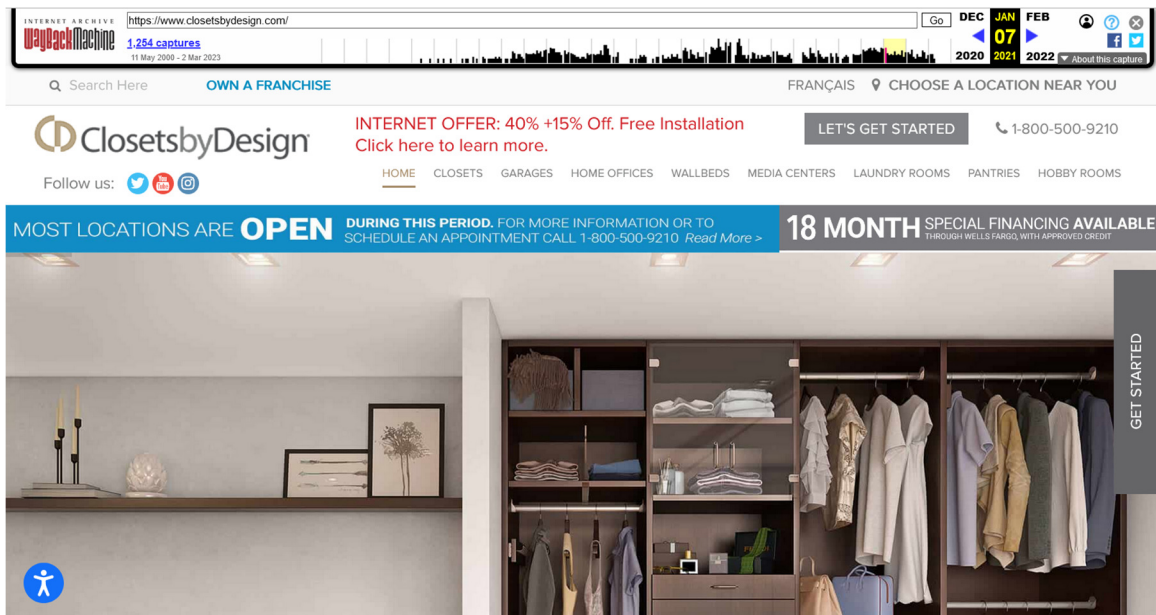 INTERNET ARCHIVE
WayBackMachine
https://www.closetsbydesign.com/
Go
1,254 captures
11 May 2000 - 2 Mar 2023
DEC JAN FEB
07
2020 2021 2022
About this capture
Search Here
OWN A FRANCHISE
FRANÇAIS
CHOOSE A LOCATION NEAR YOU
ClosetsbyDesign
INTERNET OFFER: 40% +15% Off. Free Installation
Click here to learn more.
LET'S GET STARTED
1-800-500-9210
Follow us:
You Tube
HOME CLOSETS GARAGES HOME OFFICES WALLBEDS MEDIA CENTERS LAUNDRY ROOMS PANTRIES HOBBY ROOMS
MOST LOCATIONS ARE OPEN
DURING THIS PERIOD. FOR MORE INFORMATION OR TO
SCHEDULE AN APPOINTMENT CALL 1-800-500-9210 Read More >
18 MONTH SPECIAL FINANCING AVAILABLE
THROUGH WELLS FARGO, WITH APPROVED CREDIT
GET STARTED